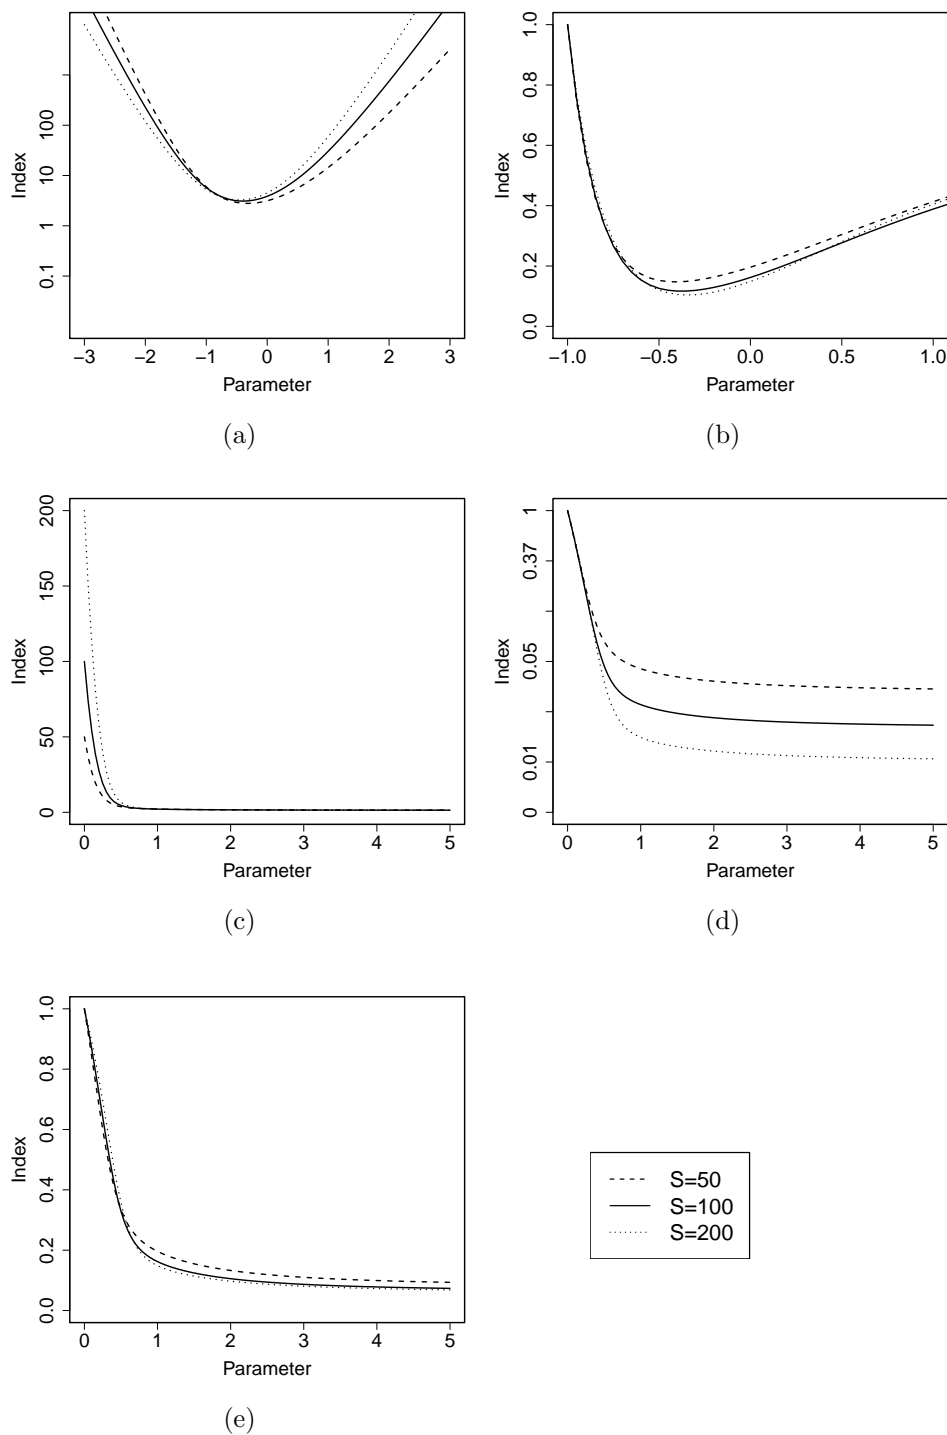 100
10
1
0.1
Index
−3 −2 −1 0 1 2 3
Parameter
(a)
1.0
0.8
0.6
0.4
0.2
0.0
Index
−1.0 −0.5 0.0 0.5 1.0
Parameter
(b)
200
150
100
50
0
Index
0 1 2 3 4 5
Parameter
(c)
1
0.37
0.05
0.01
0
Index
0 1 2 3 4 5
Parameter
(d)
1.0
0.8
0.6
0.4
0.2
0.0
Index
0 1 2 3 4 5
Parameter
(e)
S=50
S=100
S=200